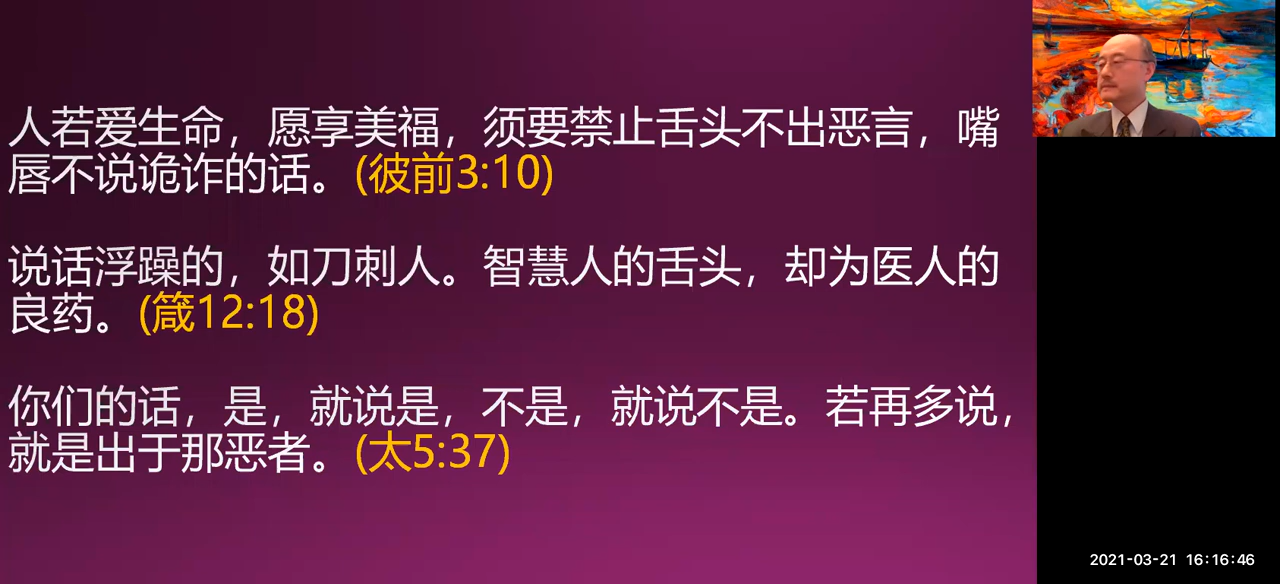 人若爱生命，愿享美福，须要禁止舌头不出恶言，嘴
唇不说诡诈的话。(彼前3:10)
说话浮躁的，如刀刺人。智慧人的舌头，却为医人的
良药。(箴12:18)
你们的话，是，就说是，不是，就说不是。若再多说，
就是出于那恶者。(太5:37)
2021-03-21 16:16:46